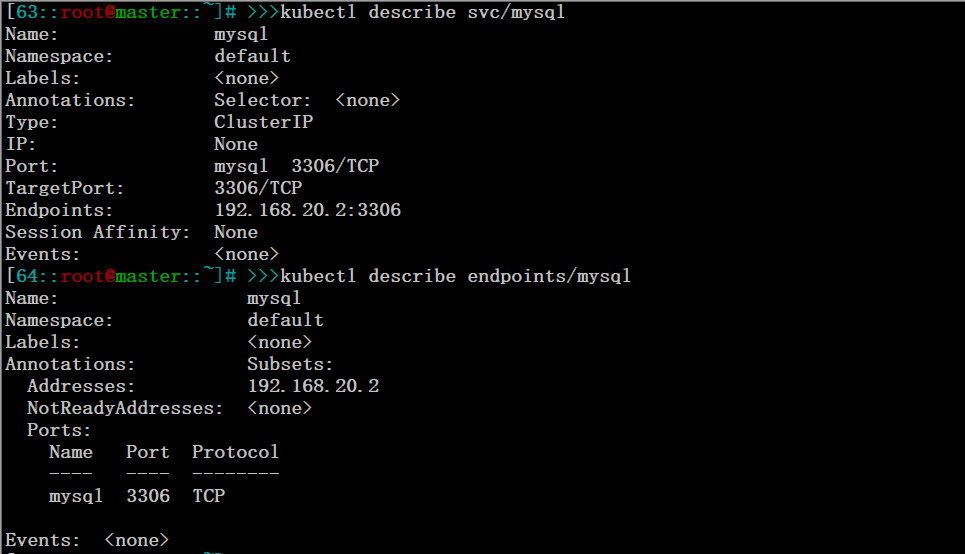 [63::root@master::~]# >>>kubectl describe svc/mysql
Name:              mysql
Namespace:         default
Labels:            <none>
Annotations:       Selector:  <none>
Type:              ClusterIP
IP:                None
Port:              mysql  3306/TCP
TargetPort:        3306/TCP
Endpoints:         192.168.20.2:3306
Session Affinity:  None
Events:            <none>
[64::root@master::~]# >>>kubectl describe endpoints/mysql
Name:                 mysql
Namespace:            default
Labels:               <none>
Annotations:          Subsets:
  Addresses:          192.168.20.2
  NotReadyAddresses:  <none>
  Ports:
    Name   Port  Protocol
    ----   ----  --------
    mysql  3306  TCP
Events:  <none>